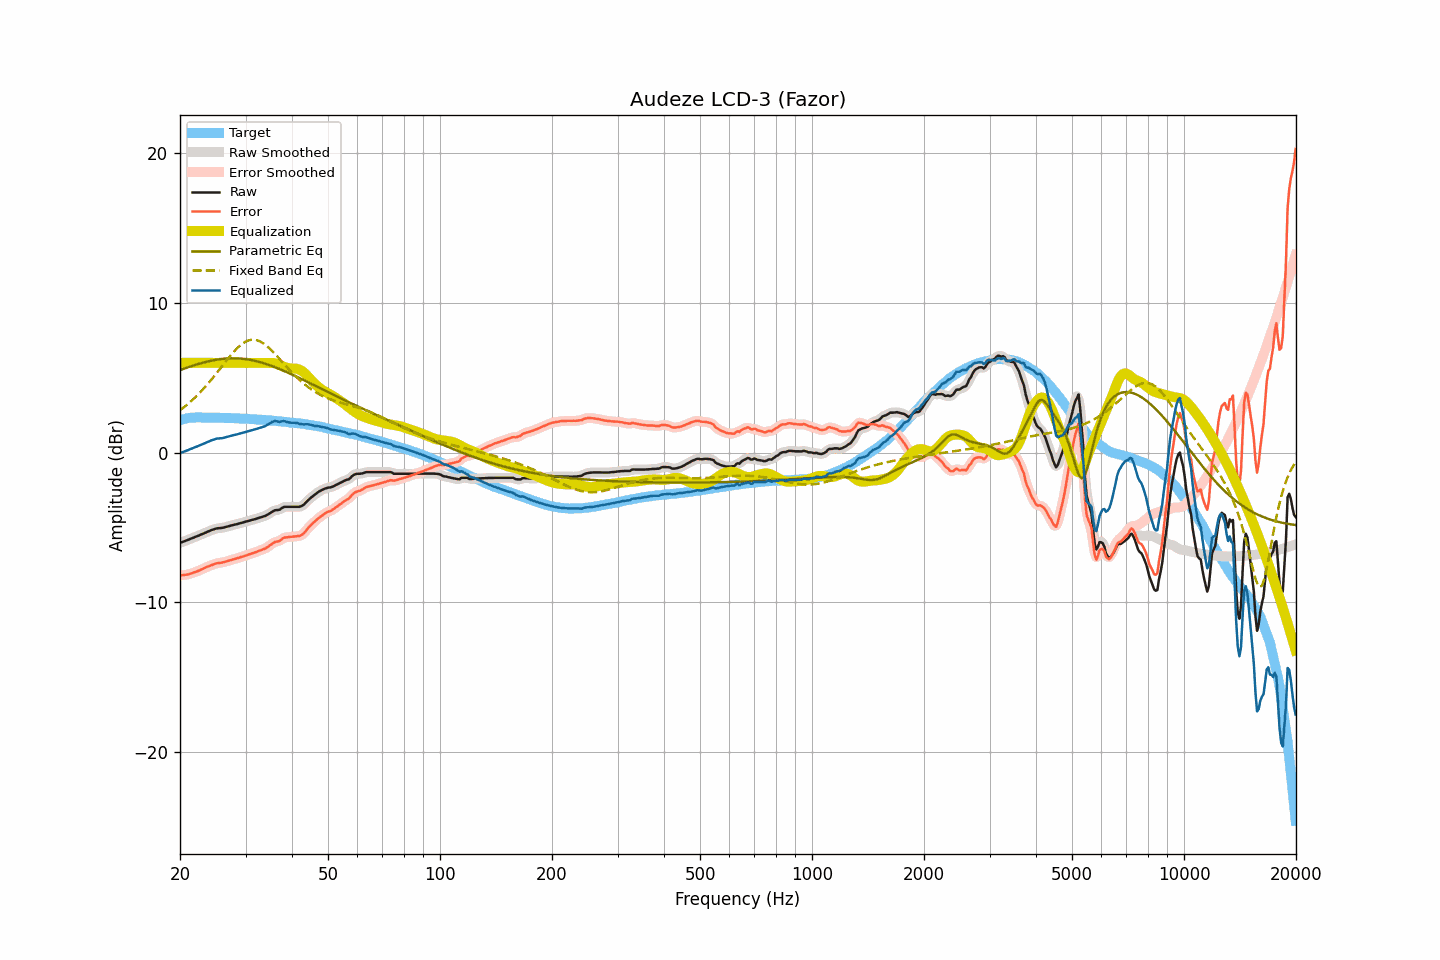 Audeze LCD-3 (Fazor)
Target
Raw Smoothed
Error Smoothed
Raw
Error
Equalization
Parametric Eq
Fixed Band Eq
Equalized
20
10
0
−10
−20
Amplitude (dBr)
20 50 100 200 500 1000 2000 5000 10000 20000
Frequency (Hz)